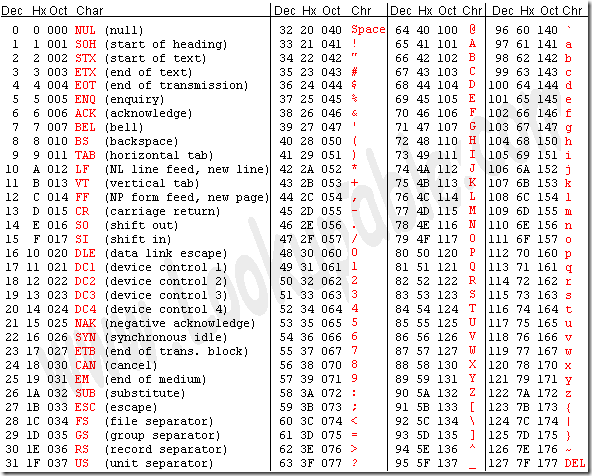 Dec Hx Oct Char Dec Hx Oct Chr Dec Hx Oct Chr Dec Hx Oct Chr
0 0 000 NUL (null) 32 20 040 Space 64 40 100 @ 96 60 140 `
1 1 001 SOH (start of heading) 33 21 041 ! 65 41 101 A 97 61 141 a
2 2 002 STX (start of text) 34 22 042 " 66 42 102 B 98 62 142 b
3 3 003 ETX (end of text) 35 23 043 # 67 43 103 C 99 63 143 c
4 4 004 EOT (end of transmission) 36 24 044 $ 68 44 104 D 100 64 144 d
5 5 005 ENQ (enquiry) 37 25 045 % 69 45 105 E 101 65 145 e
6 6 006 ACK (acknowledge) 38 26 046 & 70 46 106 F 102 66 146 f
7 7 007 BEL (bell) 39 27 047 ' 71 47 107 G 103 67 147 g
8 8 010 BS (backspace) 40 28 050 ( 72 48 110 H 104 68 150 h
9 9 011 TAB (horizontal tab) 41 29 051 ) 73 49 111 I 105 69 151 i
10 A 012 LF (NL line feed, new line) 42 2A 052 * 74 4A 112 J 106 6A 152 j
11 B 013 VT (vertical tab) 43 2B 053 + 75 4B 113 K 107 6B 153 k
12 C 014 FF (NP form feed, new page) 44 2C 054 , 76 4C 114 L 108 6C 154 l
13 D 015 CR (carriage return) 45 2D 055 - 77 4D 115 M 109 6D 155 m
14 E 016 SO (shift out) 46 2E 056 . 78 4E 116 N 110 6E 156 n
15 F 017 SI (shift in) 47 2F 057 / 79 4F 117 O 111 6F 157 o
16 10 020 DLE (data link escape) 48 30 060 0 80 50 120 P 112 70 160 p
17 11 021 DC1 (device control 1) 49 31 061 1 81 51 121 Q 113 71 161 q
18 12 022 DC2 (device control 2) 50 32 062 2 82 52 122 R 114 72 162 r
19 13 023 DC3 (device control 3) 51 33 063 3 83 53 123 S 115 73 163 s
20 14 024 DC4 (device control 4) 52 34 064 4 84 54 124 T 116 74 164 t
21 15 025 NAK (negative acknowledge) 53 35 065 5 85 55 125 U 117 75 165 u
22 16 026 SYN (synchronous idle) 54 36 066 6 86 56 126 V 118 76 166 v
23 17 027 ETB (end of trans. block) 55 37 067 7 87 57 127 W 119 77 167 w
24 18 030 CAN (cancel) 56 38 070 8 88 58 130 X 120 78 170 x
25 19 031 EM (end of medium) 57 39 071 9 89 59 131 Y 121 79 171 y
26 1A 032 SUB (substitute) 58 3A 072 : 90 5A 132 Z 122 7A 172 z
27 1B 033 ESC (escape) 59 3B 073 ; 91 5B 133 [ 123 7B 173 {
28 1C 034 FS (file separator) 60 3C 074 < 92 5C 134 \ 124 7C 174 |
29 1D 035 GS (group separator) 61 3D 075 = 93 5D 135 ] 125 7D 175 }
30 1E 036 RS (record separator) 62 3E 076 > 94 5E 136 ^ 126 7E 176 ~
31 1F 037 US (unit separator) 63 3F 077 ? 95 5F 137 _ 127 7F 177 DEL